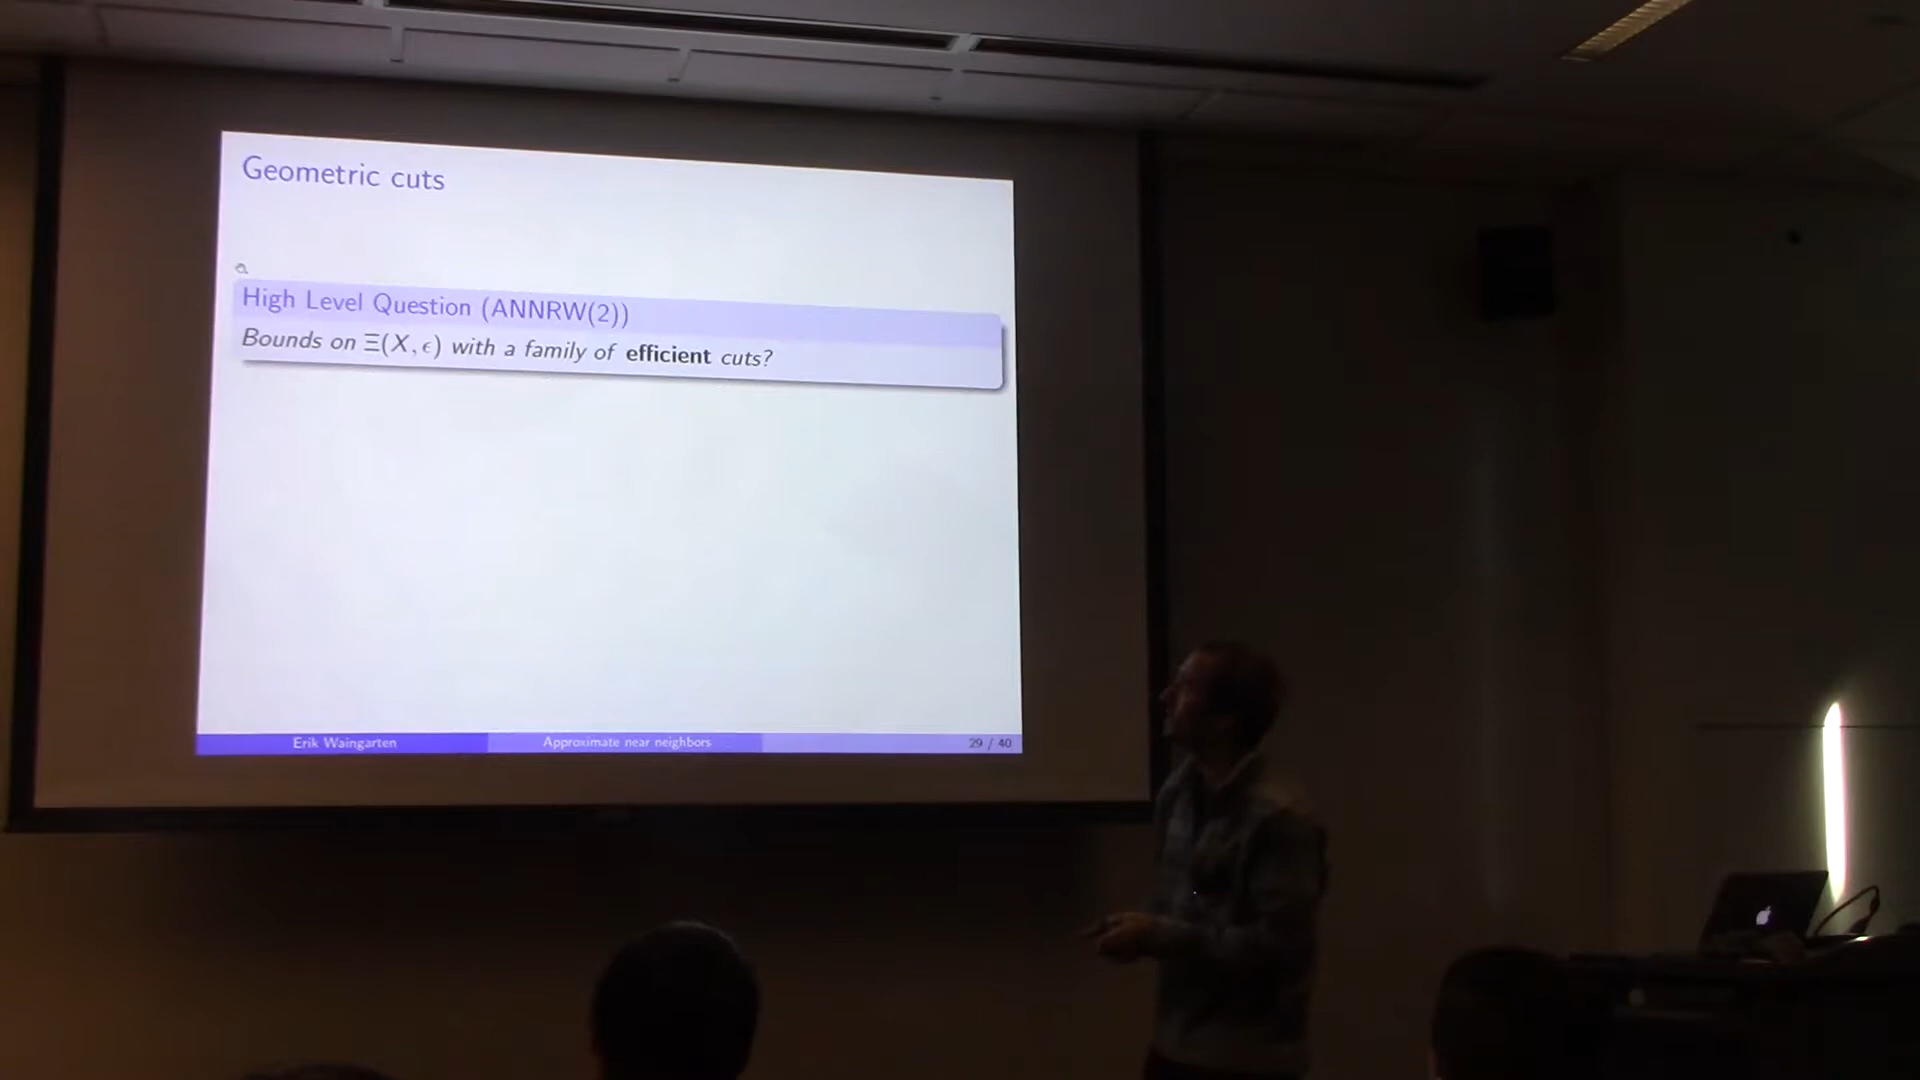 Geometric cuts
a
High Level Question (ANNRW(2))
Bounds on Ξ(X, ϵ) with a family of efficient cuts?
Erik Waingarten
Approximate near neighbors
29 / 40